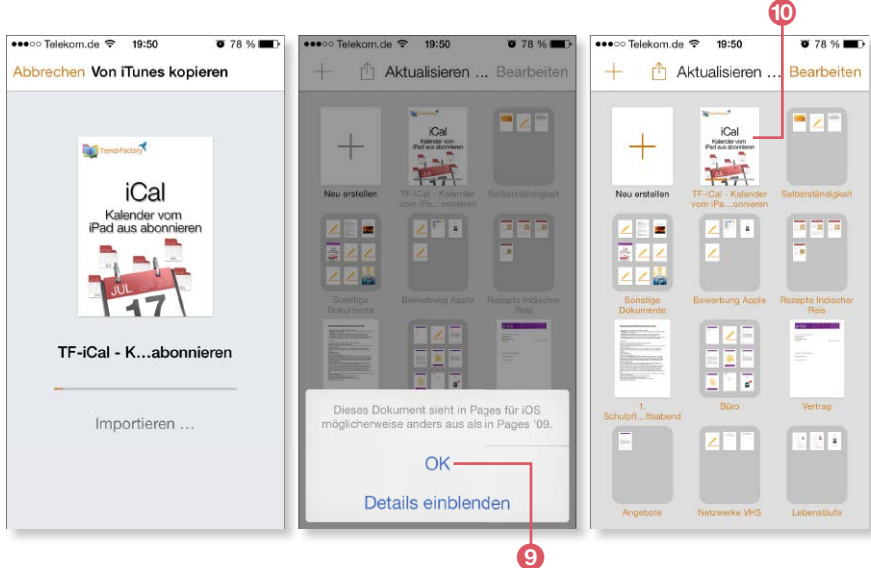 10
●●●○○ Telekom.de 19:50 78 %
Abbrechen Von iTunes kopieren
Trend-Factory
iCal
Kalender vom
iPad aus abonnieren
JUL
17
TF-iCal - K...abonnieren
Importieren ...
●●●○○ Telekom.de 19:50 78 %
Aktualisieren ... Bearbeiten
iCal
Kalender vom
iPad aus abonnieren
Neu erstellen
TF-iCal - Kalender
vom iPa...onnieren
Selbstständigkeit
Sonstige
Dokumente
Bewerbung Apple
Rezepte Indischer
Reis
Dieses Dokument sieht in Pages für iOS
möglicherweise anders aus als in Pages '09.
OK
Details einblenden
9
●●●○○ Telekom.de 19:50 78 %
Aktualisieren ... Bearbeiten
Trend-Factory
iCal
Kalender vom
iPad aus abonnieren
Neu erstellen
TF-iCal - Kalender
vom iPa...onnieren
Selbstständigkeit
Sonstige
Dokumente
Bewerbung Apple
Rezepte Indischer
Reis
1.
Schulpfl...ftsabend
Büro
Vertrag
Angebote
Netzwerke VHS
Lebensläufe